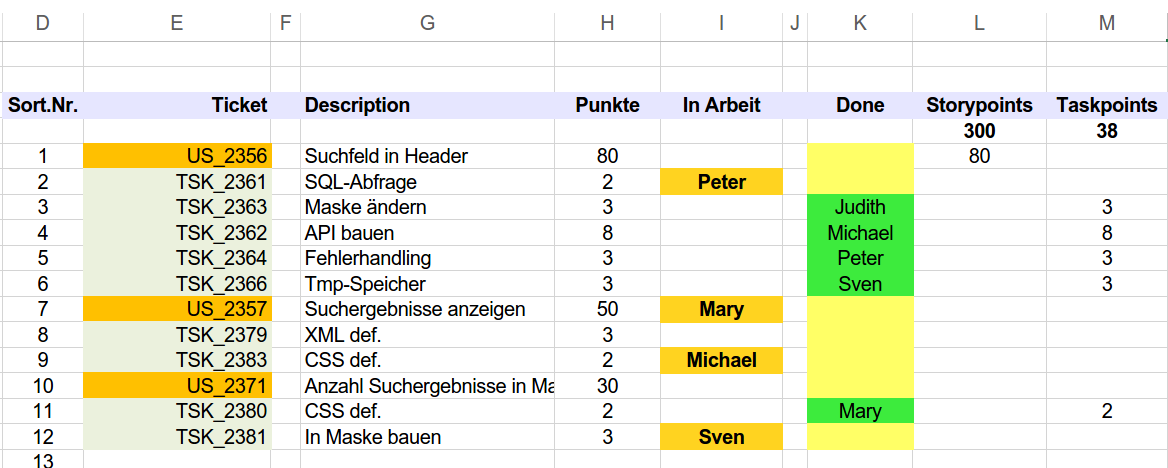 D E F G H I J K L M
Sort.Nr. Ticket Description Punkte In Arbeit Done Storypoints Taskpoints
300 38
1 US_2356 Suchfeld in Header 80 80
2 TSK_2361 SQL-Abfrage 2 Peter
3 TSK_2363 Maske ändern 3 Judith 3
4 TSK_2362 API bauen 8 Michael 8
5 TSK_2364 Fehlerhandling 3 Peter 3
6 TSK_2366 Tmp-Speicher 3 Sven 3
7 US_2357 Suchergebnisse anzeigen 50 Mary
8 TSK_2379 XML def. 3
9 TSK_2383 CSS def. 2 Michael
10 US_2371 Anzahl Suchergebnisse in Ma 30
11 TSK_2380 CSS def. 2 Mary 2
12 TSK_2381 In Maske bauen 3 Sven
13